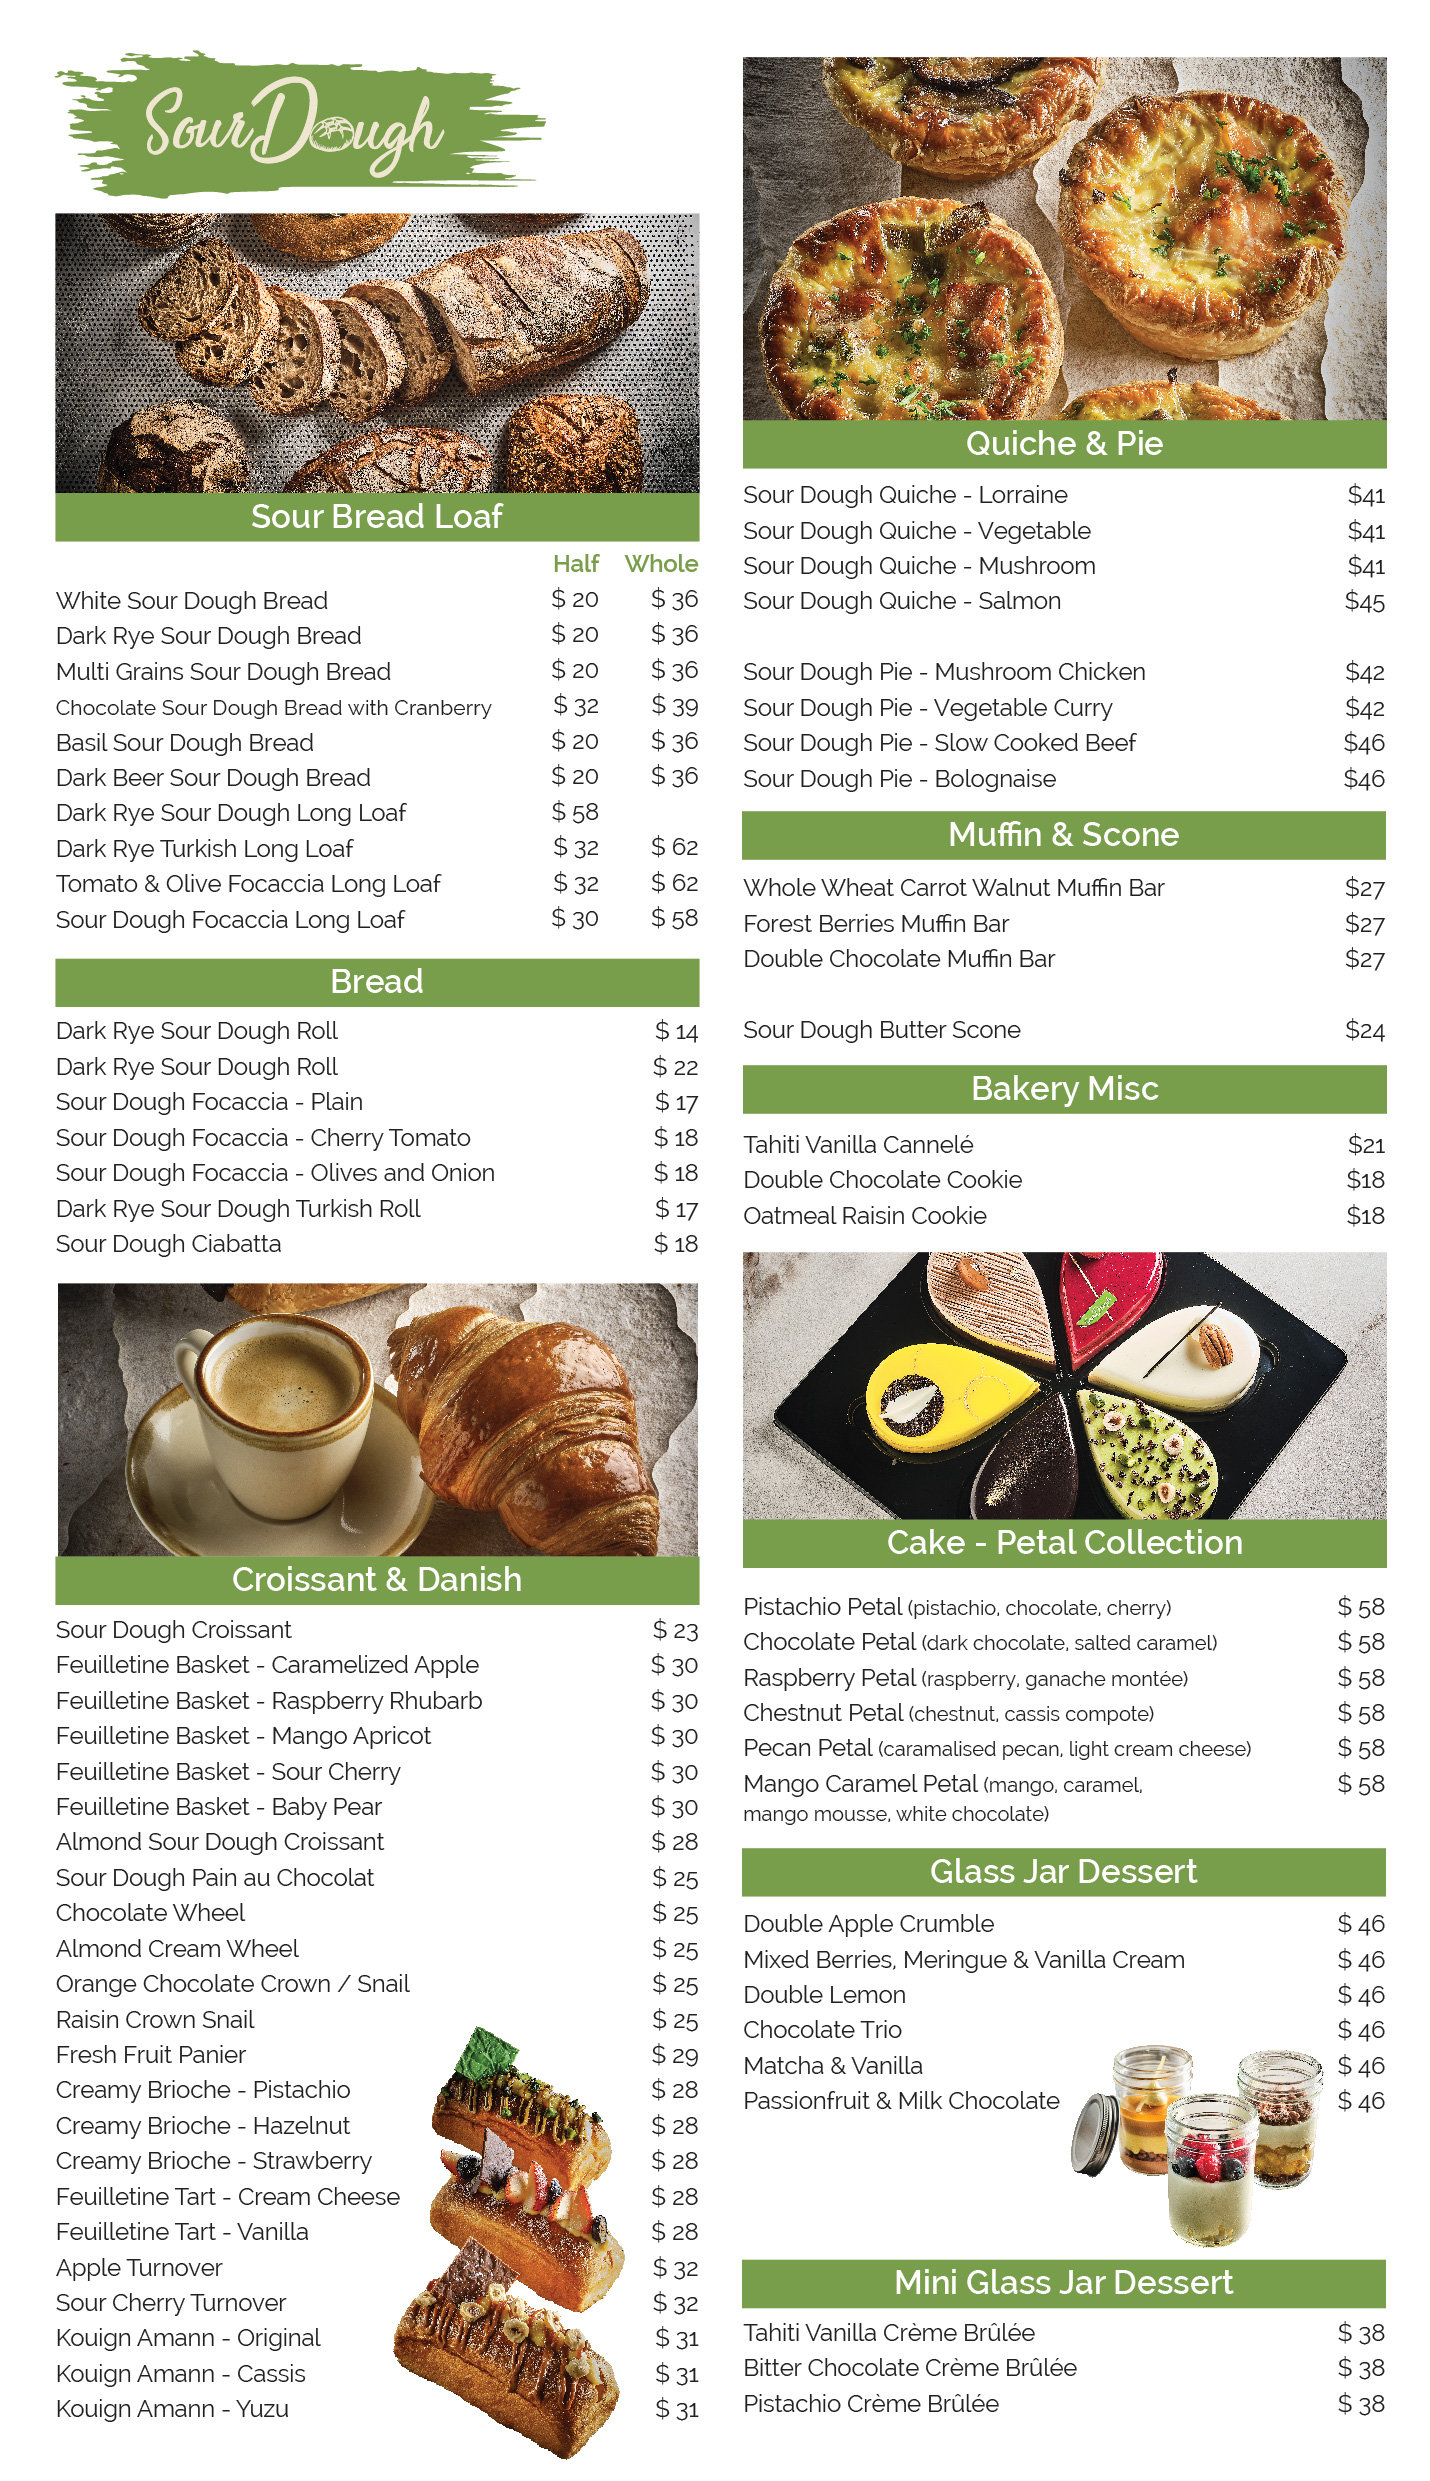 Sour Dough
Sour Bread Loaf
Half Whole
White Sour Dough Bread $ 20 $ 36
Dark Rye Sour Dough Bread $ 20 $ 36
Multi Grains Sour Dough Bread $ 20 $ 36
Chocolate Sour Dough Bread with Cranberry $ 32 $ 39
Basil Sour Dough Bread $ 20 $ 36
Dark Beer Sour Dough Bread $ 20 $ 36
Dark Rye Sour Dough Long Loaf $ 58
Dark Rye Turkish Long Loaf $ 32 $ 62
Tomato & Olive Focaccia Long Loaf $ 32 $ 62
Sour Dough Focaccia Long Loaf $ 30 $ 58
Bread
Dark Rye Sour Dough Roll $ 14
Dark Rye Sour Dough Roll $ 22
Sour Dough Focaccia - Plain $ 17
Sour Dough Focaccia - Cherry Tomato $ 18
Sour Dough Focaccia - Olives and Onion $ 18
Dark Rye Sour Dough Turkish Roll $ 17
Sour Dough Ciabatta $ 18
Croissant & Danish
Sour Dough Croissant $ 23
Feuilletine Basket - Caramelized Apple $ 30
Feuilletine Basket - Raspberry Rhubarb $ 30
Feuilletine Basket - Mango Apricot $ 30
Feuilletine Basket - Sour Cherry $ 30
Feuilletine Basket - Baby Pear $ 30
Almond Sour Dough Croissant $ 28
Sour Dough Pain au Chocolat $ 25
Chocolate Wheel $ 25
Almond Cream Wheel $ 25
Orange Chocolate Crown / Snail $ 25
Raisin Crown Snail $ 25
Fresh Fruit Panier $ 29
Creamy Brioche - Pistachio $ 28
Creamy Brioche - Hazelnut $ 28
Creamy Brioche - Strawberry $ 28
Feuilletine Tart - Cream Cheese $ 28
Feuilletine Tart - Vanilla $ 28
Apple Turnover $ 32
Sour Cherry Turnover $ 32
Kouign Amann - Original $ 31
Kouign Amann - Cassis $ 31
Kouign Amann - Yuzu $ 31
Quiche & Pie
Sour Dough Quiche - Lorraine $41
Sour Dough Quiche - Vegetable $41
Sour Dough Quiche - Mushroom $41
Sour Dough Quiche - Salmon $45
Sour Dough Pie - Mushroom Chicken $42
Sour Dough Pie - Vegetable Curry $42
Sour Dough Pie - Slow Cooked Beef $46
Sour Dough Pie - Bolognaise $46
Muffin & Scone
Whole Wheat Carrot Walnut Muffin Bar $27
Forest Berries Muffin Bar $27
Double Chocolate Muffin Bar $27
Sour Dough Butter Scone $24
Bakery Misc
Tahiti Vanilla Cannelé $21
Double Chocolate Cookie $18
Oatmeal Raisin Cookie $18
Cake - Petal Collection
Pistachio Petal (pistachio, chocolate, cherry) $ 58
Chocolate Petal (dark chocolate, salted caramel) $ 58
Raspberry Petal (raspberry, ganache montée) $ 58
Chestnut Petal (chestnut, cassis compote) $ 58
Pecan Petal (caramalised pecan, light cream cheese) $ 58
Mango Caramel Petal (mango, caramel, $ 58
mango mousse, white chocolate)
Glass Jar Dessert
Double Apple Crumble $ 46
Mixed Berries, Meringue & Vanilla Cream $ 46
Double Lemon $ 46
Chocolate Trio $ 46
Matcha & Vanilla $ 46
Passionfruit & Milk Chocolate $ 46
Mini Glass Jar Dessert
Tahiti Vanilla Crème Brûlée $ 38
Bitter Chocolate Crème Brûlée $ 38
Pistachio Crème Brûlée $ 38